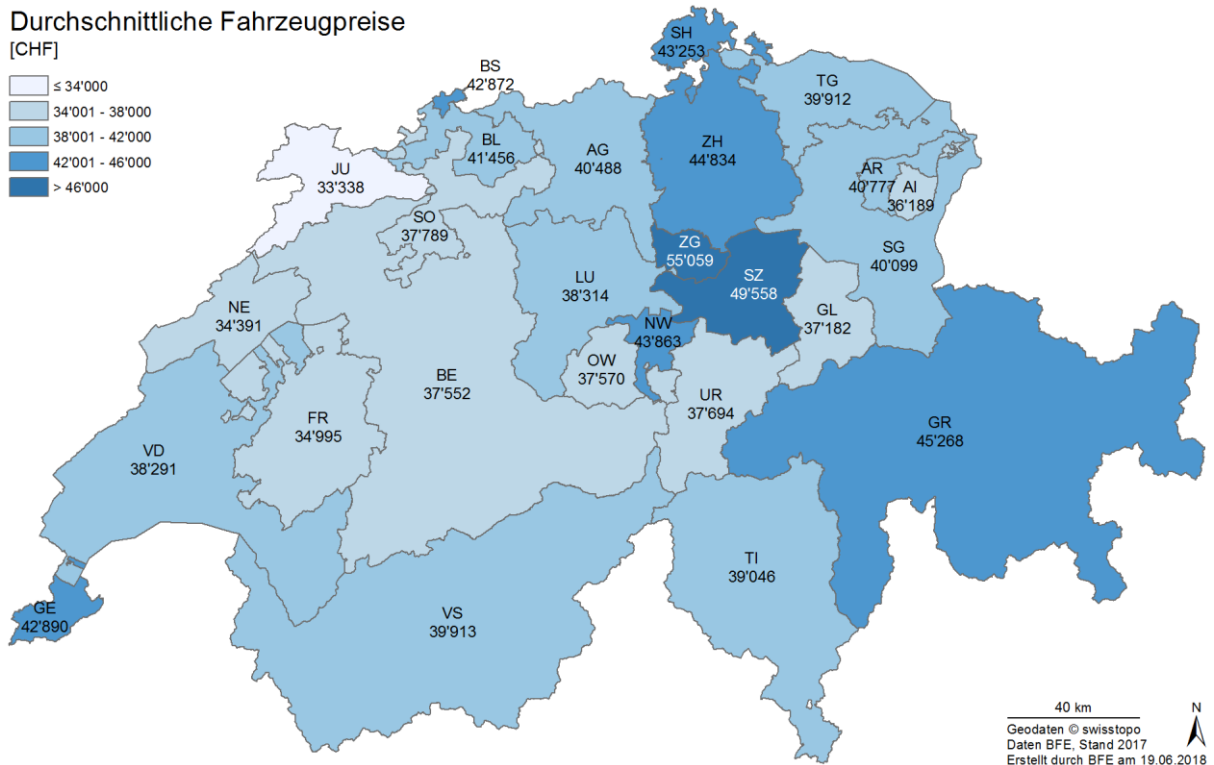 Durchschnittliche Fahrzeugpreise
[CHF]
≤ 34'000
34'001 - 38'000
38'001 - 42'000
42'001 - 46'000
> 46'000
SH
43'253
BS
42'872
TG
39'912
BL
41'456
AG
40'488
ZH
44'834
JU
33'338
AR
40'777
AI
36'189
SO
37'789
ZG
55'059
SZ
49'558
SG
40'099
LU
38'314
NE
34'391
GL
37'182
NW
43'863
OW
37'570
BE
37'552
UR
37'694
FR
34'995
GR
45'268
VD
38'291
TI
39'046
GE
42'890
VS
39'913
40 km
N
Geodaten © swisstopo
Daten BFE, Stand 2017
Erstellt durch BFE am 19.06.2018